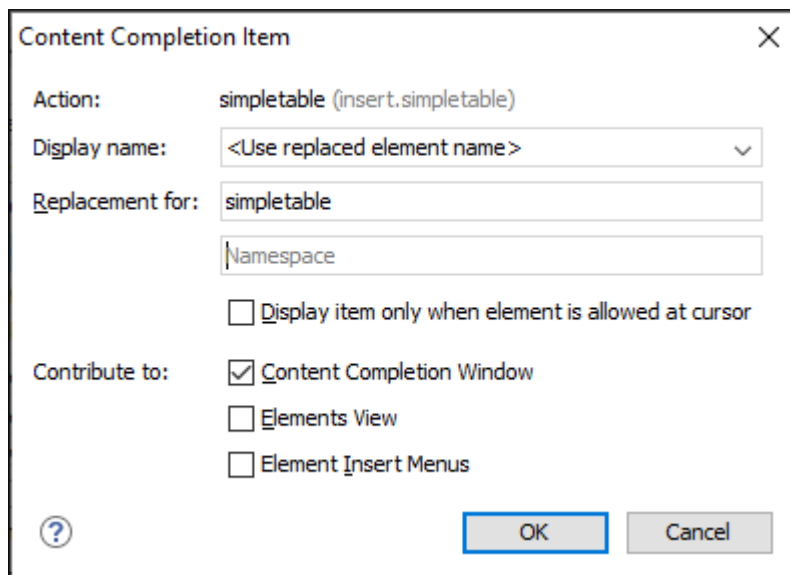 Content Completion Item
Action: simpletable (insert.simpletable)
Display name: <Use replaced element name>
Replacement for: simpletable
Namespace
Display item only when element is allowed at cursor
Contribute to: Content Completion Window
Elements View
Element Insert Menus
? OK Cancel